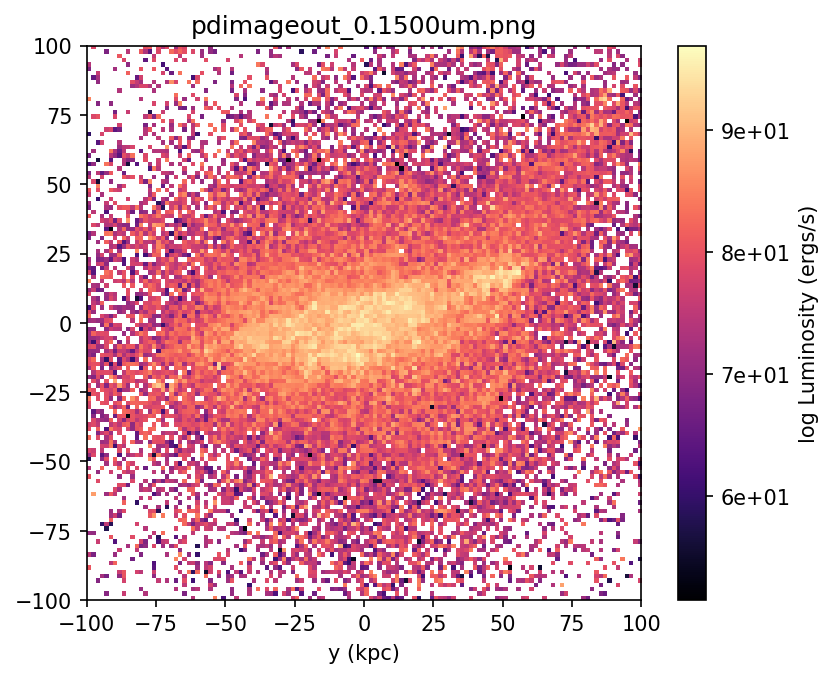 pdimageout_0.1500um.png
100
75
50
25
0
−25
−50
−75
−100
−100 −75 −50 −25 0 25 50 75 100
y (kpc)
9e+01
8e+01
7e+01
6e+01
log Luminosity (ergs/s)